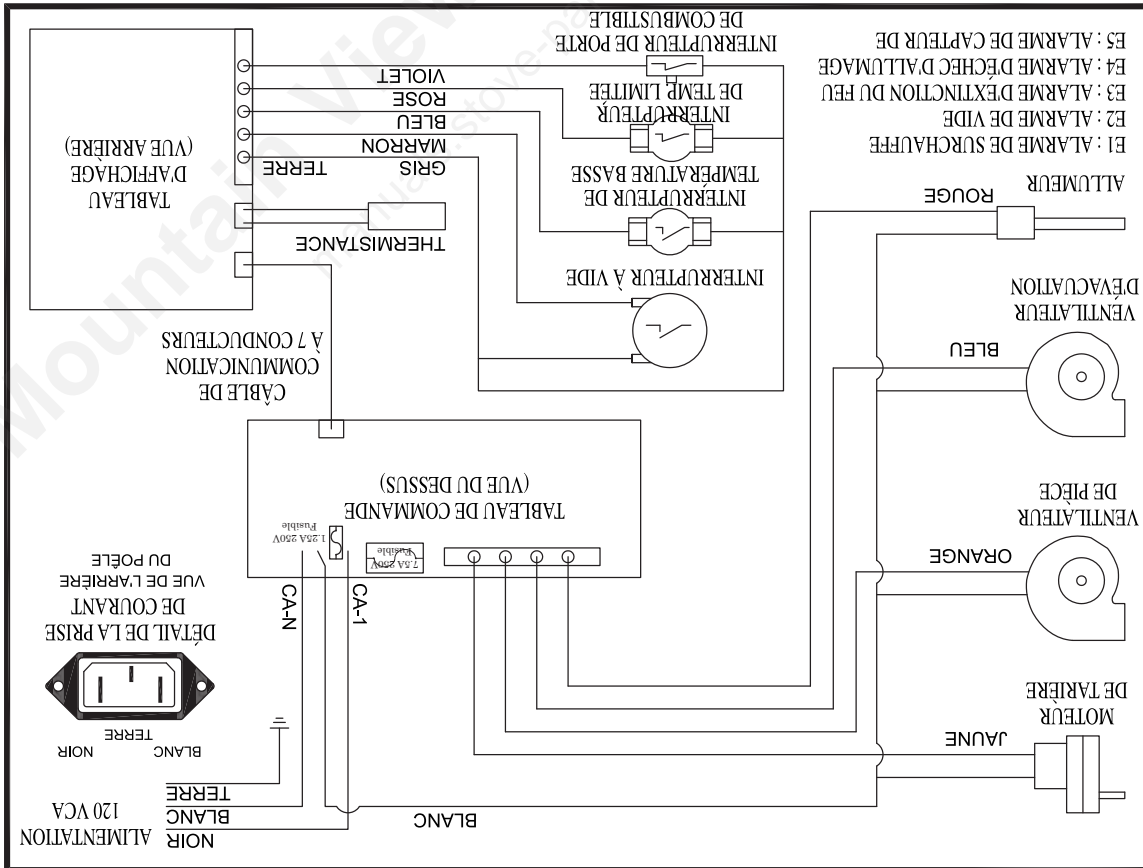 ALIMENTATION
120 VCA
NOIR
BLANC
TERRE
BLANC
MOTEUR
DE TARIÈRE
JAUNE
BLANC
TERRE
NOIR
DÉTAIL DE LA PRISE
DE COURANT
VUE DE L'ARRIÈRE
DU POÊLE
CA-1
CA-N
VENTILATEUR
DE PIÈCE
ORANGE
7.5A 250V
Fusible
1.25A 250V
Fusible
TABLEAU DE COMMANDE
(VUE DU DESSUS)
VENTILATEUR
D'ÉVACUATION
BLEU
CÂBLE DE
COMMUNICATION
À 7 CONDUCTEURS
INTERRUPTEUR À VIDE
ALLUMEUR
ROUGE
INTERRUPTEUR DE
TEMPÉRATURE BASSE
THERMISTANCE
TABLEAU
D'AFFICHAGE
(VUE ARRIÈRE)
TERRE
GRIS
MARRON
BLEU
ROSE
VIOLET
INTERRUPTEUR
DE TEMP. LIMITÉE
INTERRUPTEUR DE PORTE
DE COMBUSTIBLE
E1 : ALARME DE SURCHAUFFE
E2 : ALARME DE VIDE
E3 : ALARME D'EXTINCTION DU FEU
E4 : ALARME D'ÉCHEC D'ALLUMAGE
E5 : ALARME DE CAPTEUR DE
Mountain View